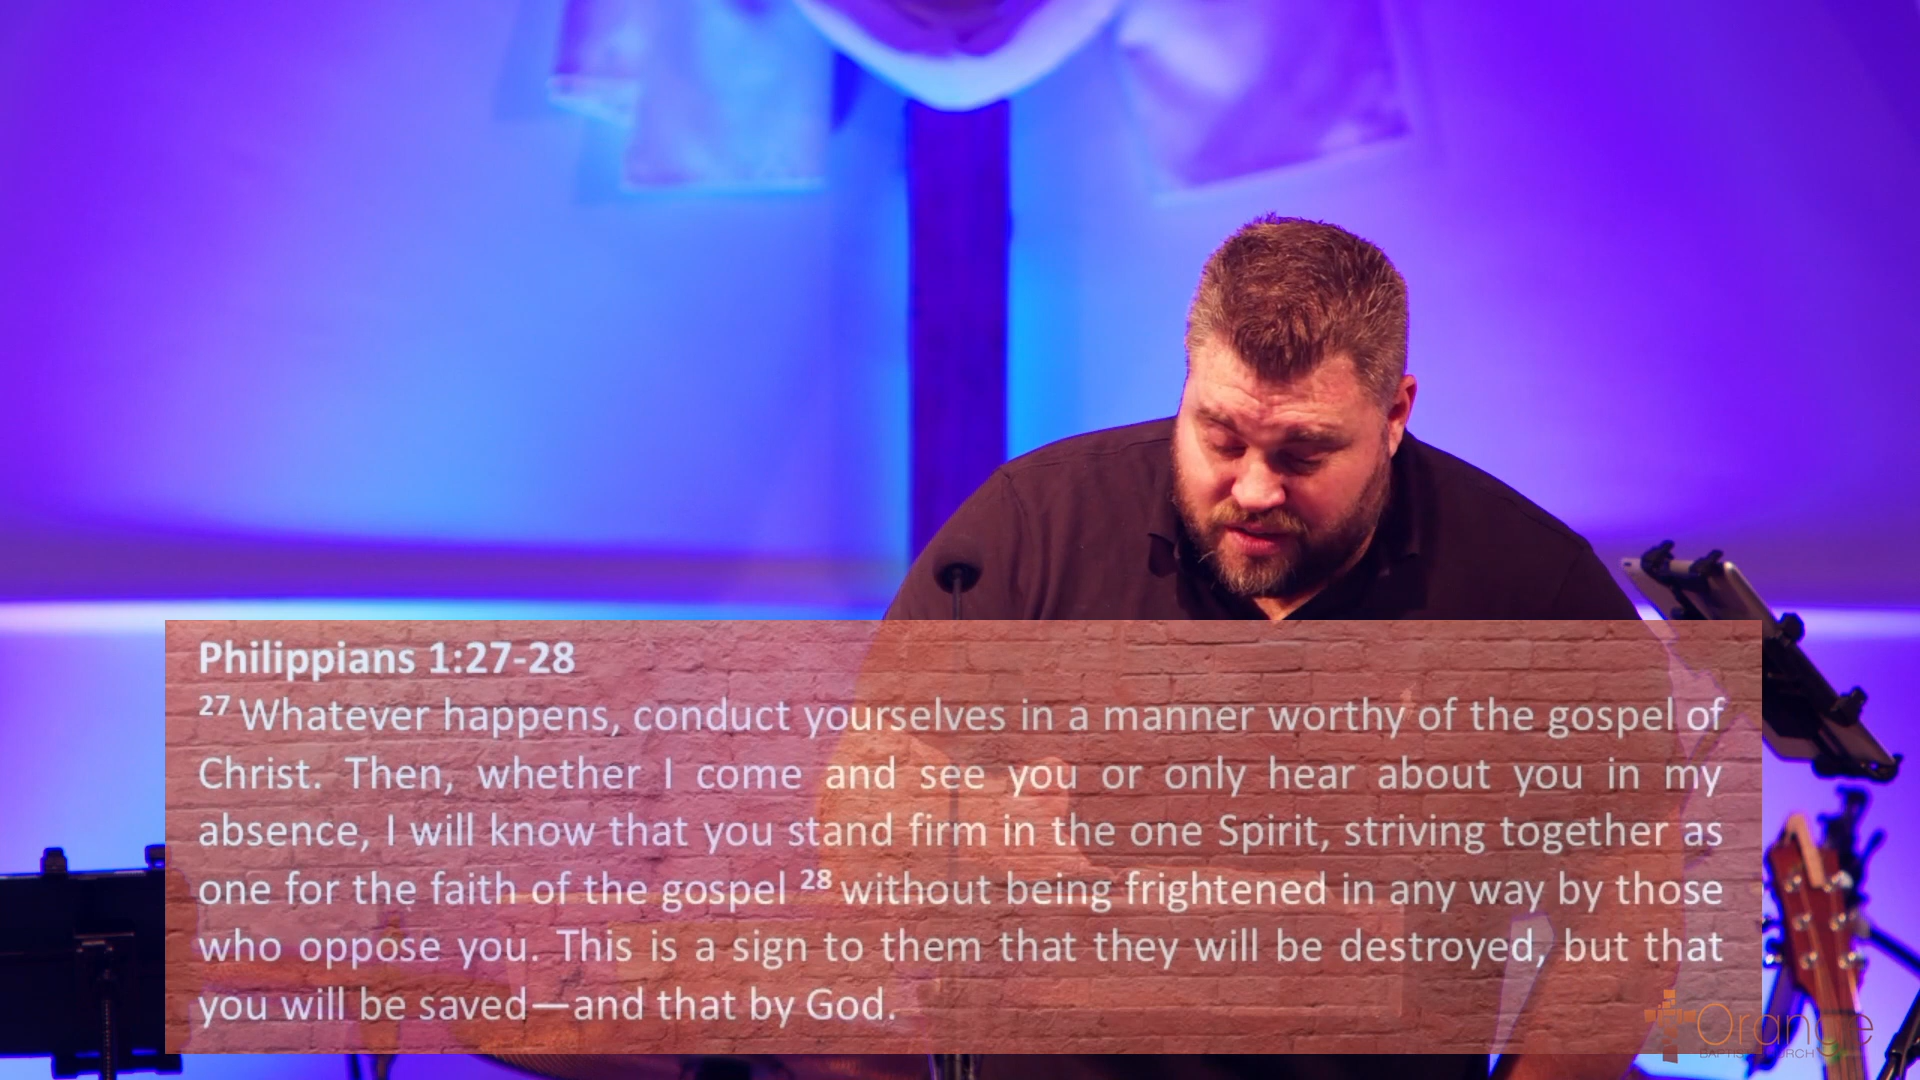 Philippians 1:27-28
27 Whatever happens, conduct yourselves in a manner worthy of the gospel of
Christ. Then, whether I come and see you or only hear about you in my
absence, I will know that you stand firm in the one Spirit, striving together as
one for the faith of the gospel 28 without being frightened in any way by those
who oppose you. This is a sign to them that they will be destroyed, but that
you will be saved—and that by God.
Orange